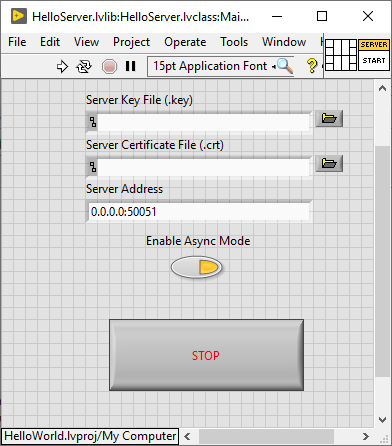 HelloServer.lvlib:HelloServer.lvclass:Mai...
File Edit View Project Operate Tools Window
15pt Application Font
?
SERVER
START
Server Key File (.key)
Server Certificate File (.crt)
Server Address
0.0.0.0:50051
Enable Async Mode
STOP
HelloWorld.lvproj/My Computer